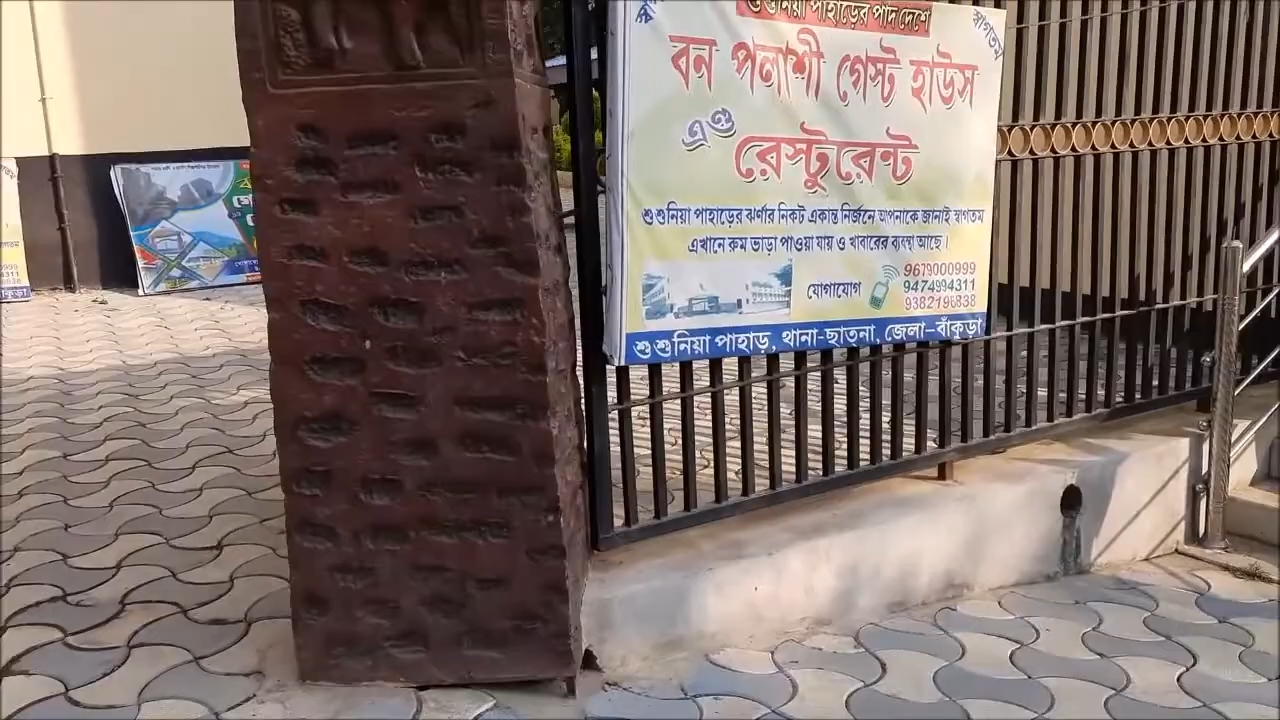 শুশুনিয়া পাহাড়ের পাদদেশে
স্বাগতম
বন পলাশী গেস্ট হাউস
এণ্ড
রেস্টুরেন্ট
শুশুনিয়া পাহাড়ের ঝর্ণার নিকট একান্ত নির্জনে আপনাকে জানাই স্বাগতম
এখানে রুম ভাড়া পাওয়া যায় ও খাবারের ব্যবস্থা আছে।
যোগাযোগ
9679000999
9474994311
9382196838
শুশুনিয়া পাহাড়, থানা-ছাতনা, জেলা-বাঁকুড়া